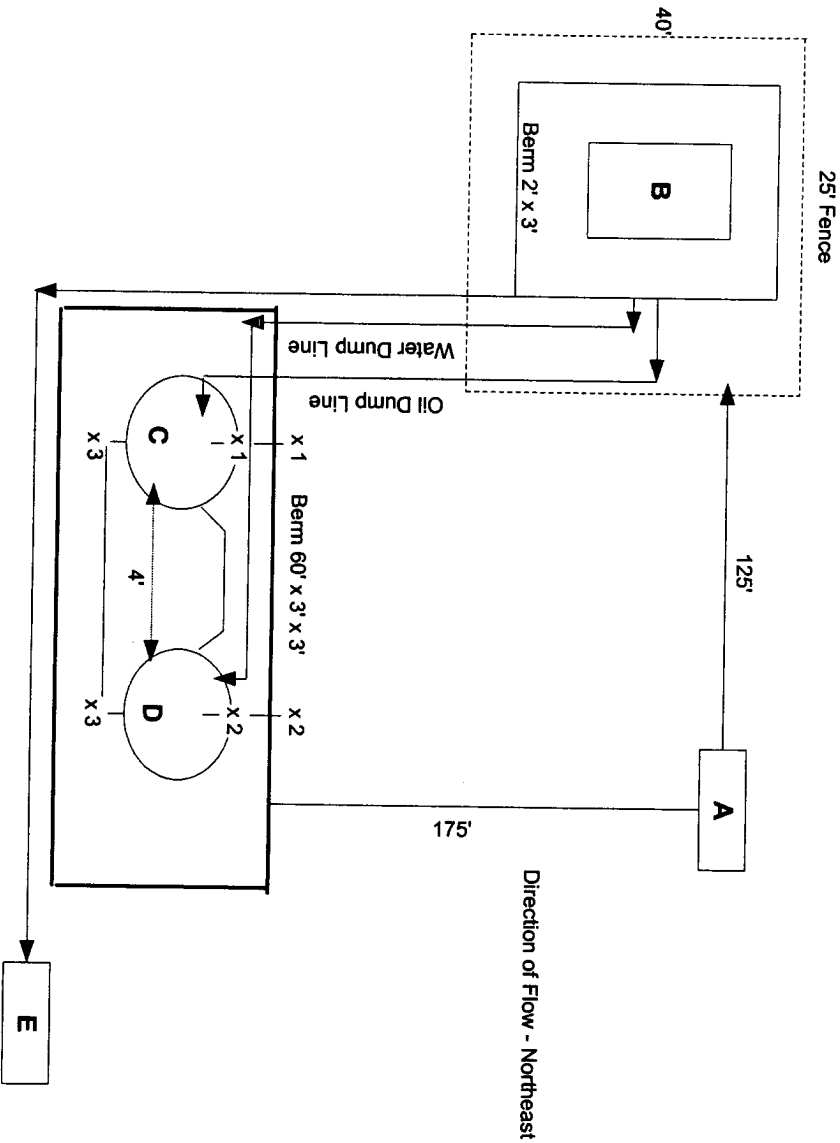 40'
25' Fence
B
Berm 2' x 3'
Water Dump Line
Oil Dump Line
125'
C
x 1
x 1
x 3
Berm 60' x 3' x 3'
4'
D
x 2
x 2
x 3
A
175'
Direction of Flow - Northeast
E